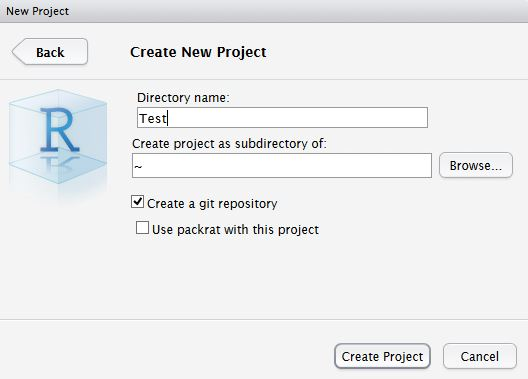 New Project
Back
Create New Project
Directory name:
Test
Create project as subdirectory of:
~
Browse...
Create a git repository
Use packrat with this project
R
Create Project
Cancel